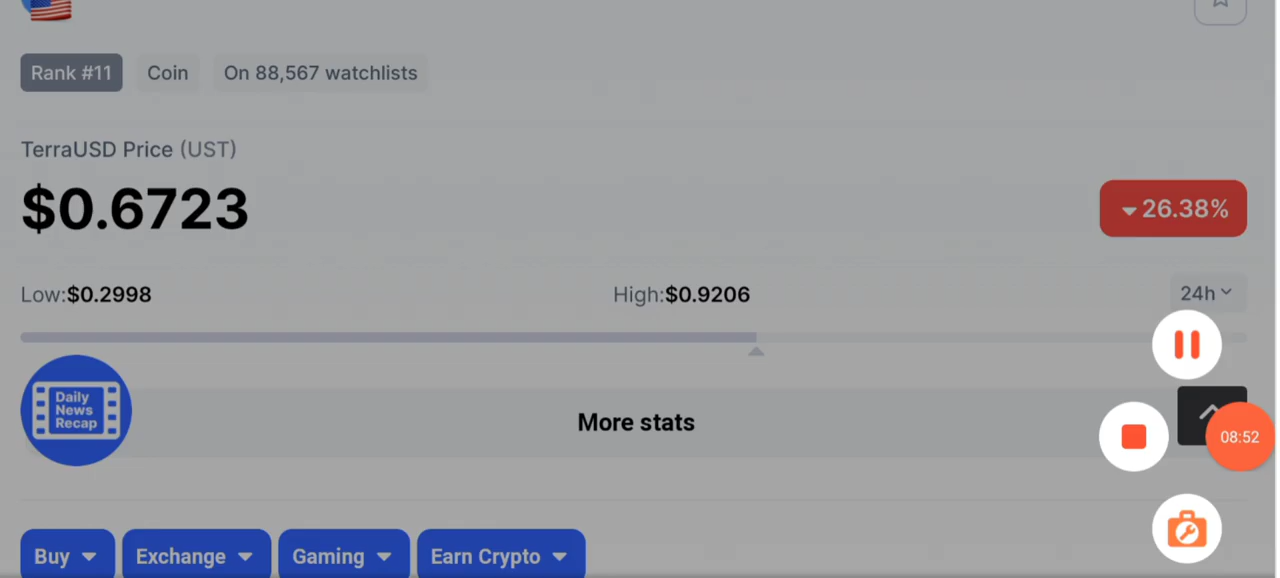 Rank #11 Coin On 88,567 watchlists
TerraUSD Price (UST)
$0.6723 26.38%
Low:$0.2998 High:$0.9206 24h
Daily
News
Recap
More stats
08:52
Buy Exchange Gaming Earn Crypto